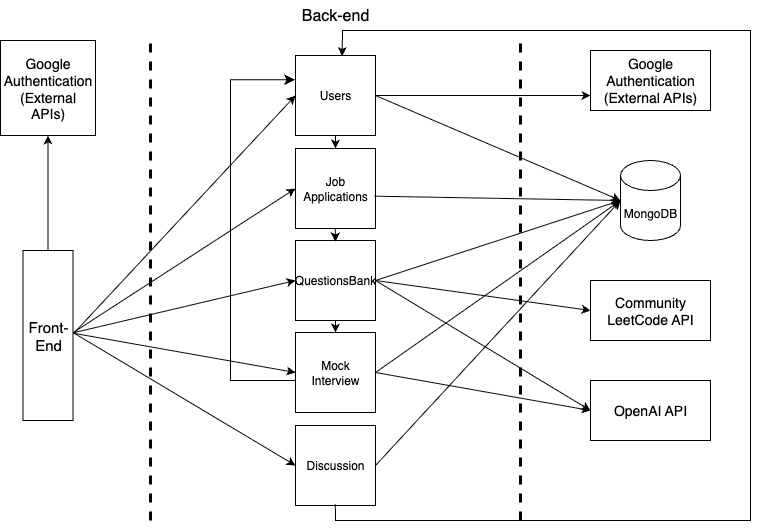 Back-end
Google
Authentication
(External
APIs)
Users
Google
Authentication
(External APIs)
Job
Applications
MongoDB
QuestionsBank
Community
LeetCode API
Front-
End
Mock
Interview
OpenAI API
Discussion